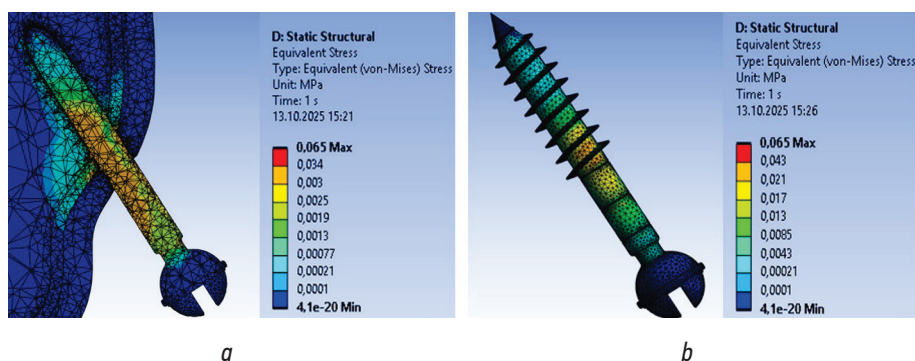 D: Static Structural
Equivalent Stress
Type: Equivalent (von-Mises) Stress
Unit: MPa
Time: 1 s
13.10.2025 15:21
0,065 Max
0,034
0,003
0,0025
0,0019
0,0013
0,00077
0,00021
0,0001
4,1e-20 Min
a
D: Static Structural
Equivalent Stress
Type: Equivalent (von-Mises) Stress
Unit: MPa
Time: 1 s
13.10.2025 15:26
0,065 Max
0,043
0,021
0,017
0,013
0,0085
0,0043
0,00021
0,0001
4,1e-20 Min
b